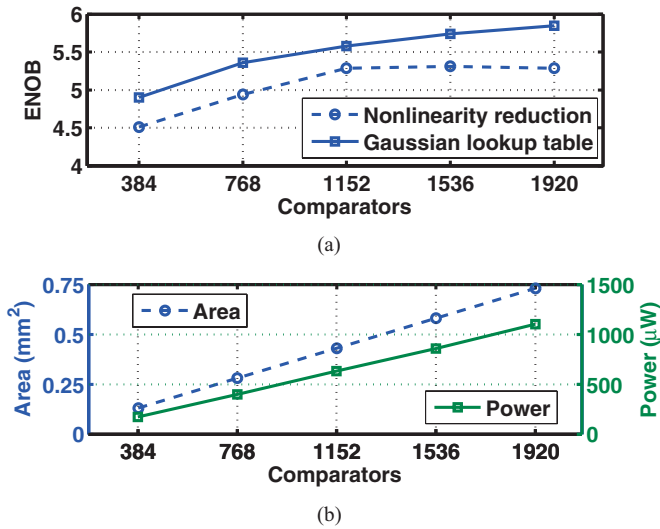 6
5.5
5
4.5
4
ENOB
Nonlinearity reduction
Gaussian lookup table
384 768 1152 1536 1920
Comparators
(a)
0.75
0.5
0.25
0
Area (mm²)
Area
Power
1500
1000
500
0
Power (μW)
384 768 1152 1536 1920
Comparators
(b)